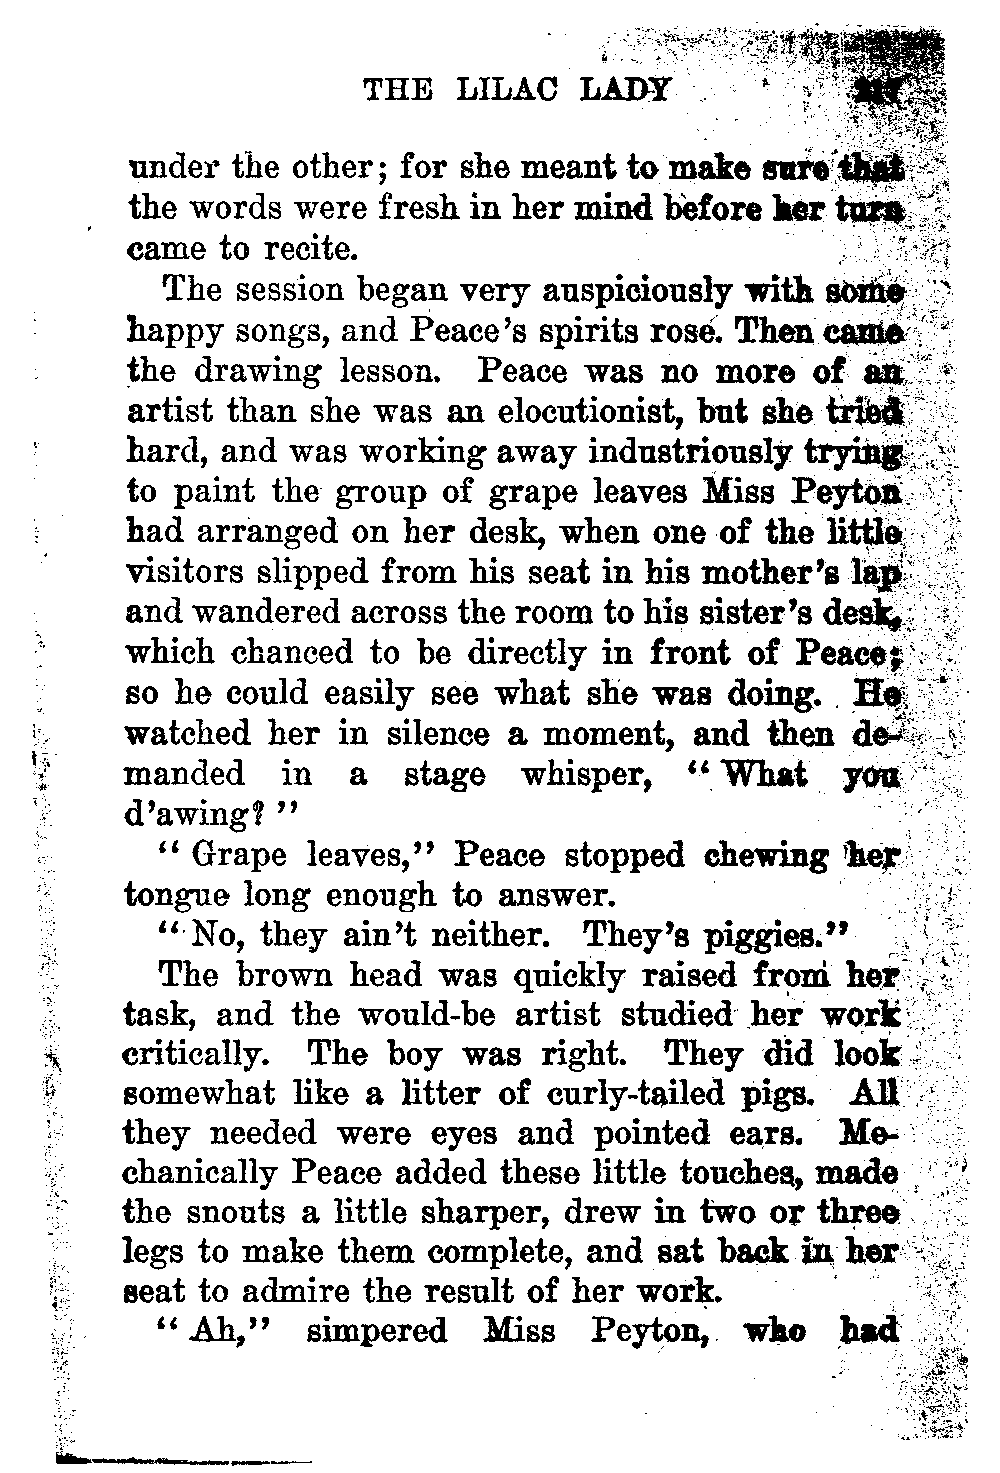 THE LILAC LADY 217
under the other; for she meant to make sure that
the words were fresh in her mind before her turn
came to recite.
The session began very auspiciously with some
happy songs, and Peace's spirits rose. Then came
the drawing lesson. Peace was no more of an
artist than she was an elocutionist, but she tried
hard, and was working away industriously trying
to paint the group of grape leaves Miss Peyton
had arranged on her desk, when one of the little
visitors slipped from his seat in his mother's lap
and wandered across the room to his sister's desk,
which chanced to be directly in front of Peace;
so he could easily see what she was doing. He
watched her in silence a moment, and then de-
manded in a stage whisper, "What you
d'awing?"
"Grape leaves," Peace stopped chewing her
tongue long enough to answer.
"No, they ain't neither. They's piggies."
The brown head was quickly raised from her
task, and the would-be artist studied her work
critically. The boy was right. They did look
somewhat like a litter of curly-tailed pigs. All
they needed were eyes and pointed ears. Me-
chanically Peace added these little touches, made
the snouts a little sharper, drew in two or three
legs to make them complete, and sat back in her
seat to admire the result of her work.
"Ah," simpered Miss Peyton, who had